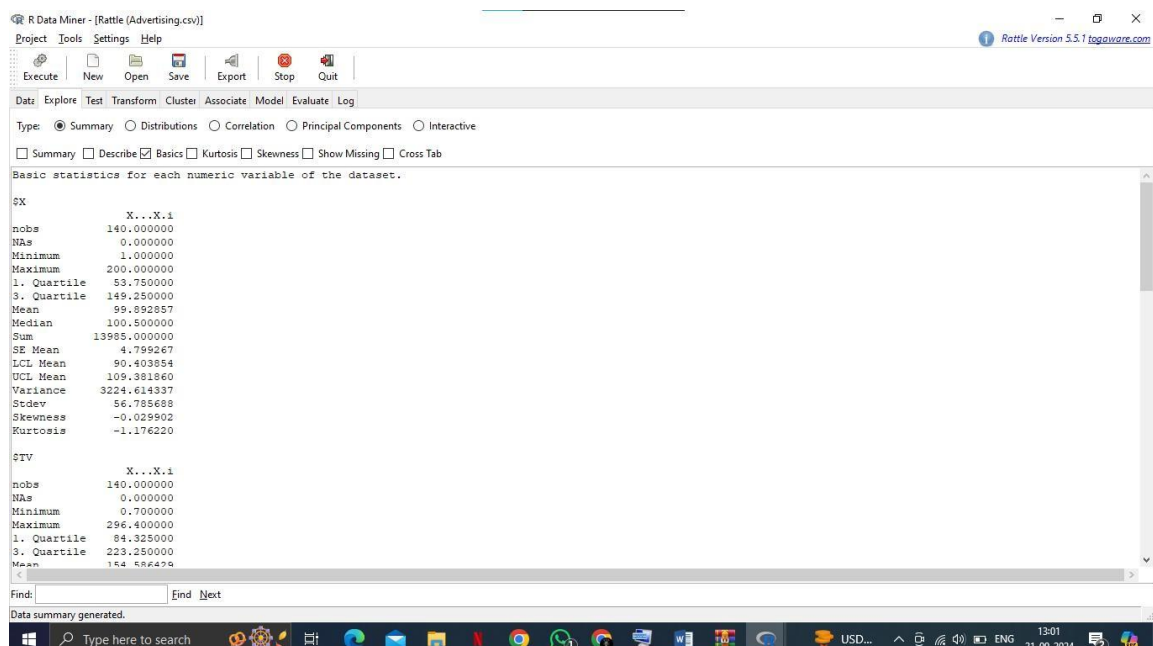 R Data Miner - [Rattle (Advertising.csv)]
Project Tools Settings Help
Rattle Version 5.5.1 togaware.com
Execute New Open Save Export Stop Quit
Data Explore Test Transform Cluster Associate Model Evaluate Log
Type: Summary Distributions Correlation Principal Components Interactive
Summary Describe Basics Kurtosis Skewness Show Missing Cross Tab
Basic statistics for each numeric variable of the dataset.
$X
X...X.i
nobs 140.000000
NAs 0.000000
Minimum 1.000000
Maximum 200.000000
1. Quartile 53.750000
3. Quartile 149.250000
Mean 99.892857
Median 100.500000
Sum 13985.000000
SE Mean 4.799267
LCL Mean 90.403854
UCL Mean 109.381860
Variance 3224.614337
Stdev 56.785688
Skewness -0.029902
Kurtosis -1.176220
$TV
X...X.i
nobs 140.000000
NAs 0.000000
Minimum 0.700000
Maximum 296.400000
1. Quartile 84.325000
3. Quartile 223.250000
Mean 154.586429
Find: Find Next
Data summary generated.
Type here to search USD... ENG 13:01
21-09-2024